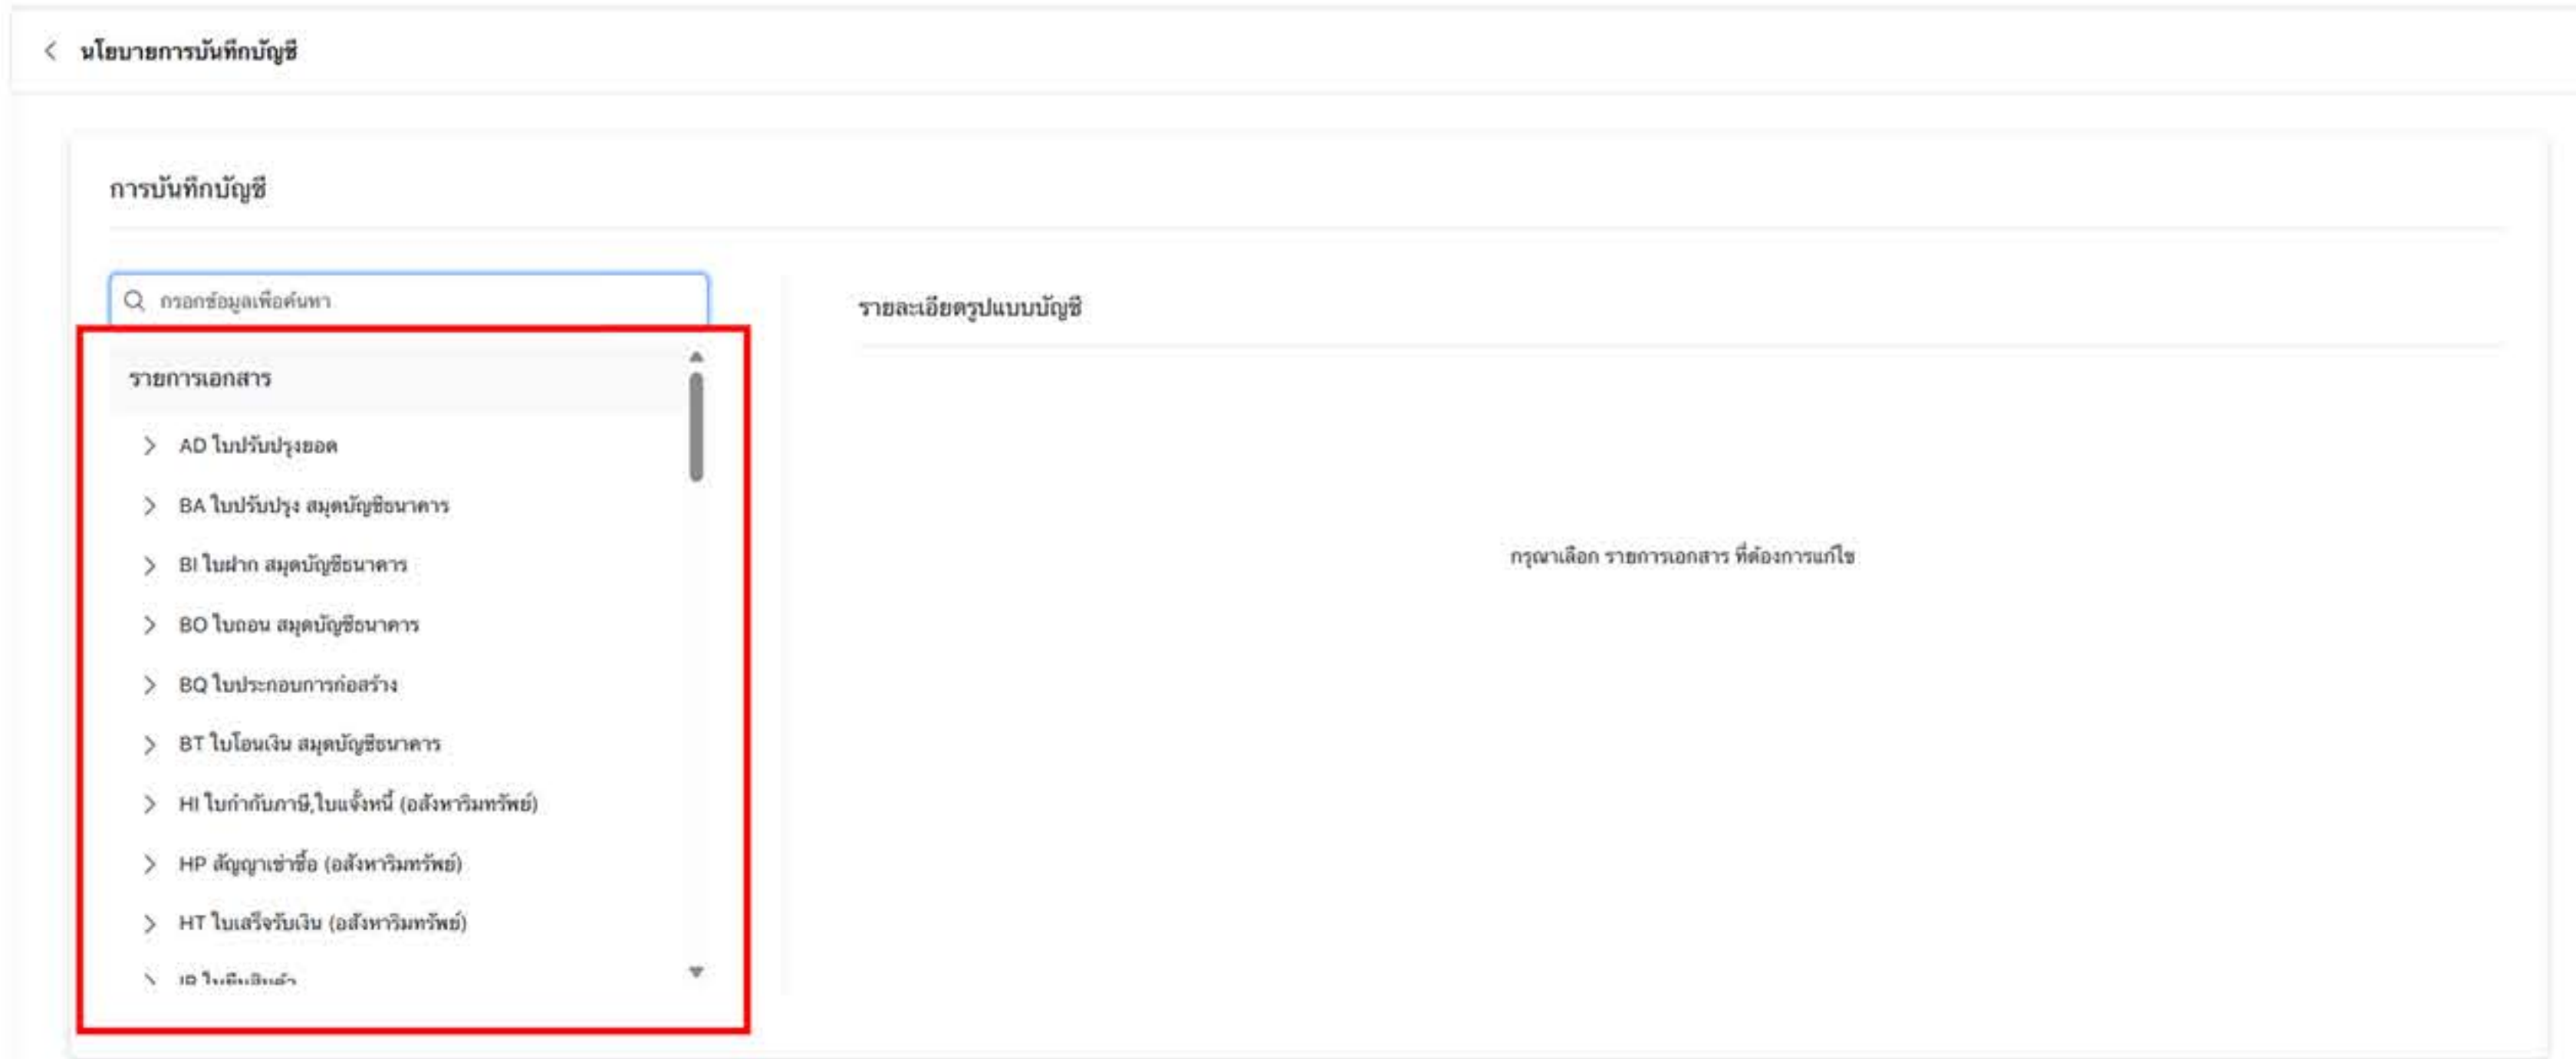 นโยบายการบันทึกบัญชี
การบันทึกบัญชี
กรอกข้อมูลเพื่อค้นหา
รายการเอกสาร
AD ใบปรับปรุงยอด
BA ใบปรับปรุง สมุดบัญชีธนาคาร
BI ใบฝาก สมุดบัญชีธนาคาร
BO ใบถอน สมุดบัญชีธนาคาร
BQ ใบประกอบการก่อสร้าง
BT ใบโอนเงิน สมุดบัญชีธนาคาร
HI ใบกำกับภาษี,ใบแจ้งหนี้ (อสังหาริมทรัพย์)
HP สัญญาเช่าซื้อ (อสังหาริมทรัพย์)
HT ใบเสร็จรับเงิน (อสังหาริมทรัพย์)
รายละเอียดรูปแบบบัญชี
กรุณาเลือก รายการเอกสาร ที่ต้องการแก้ไข